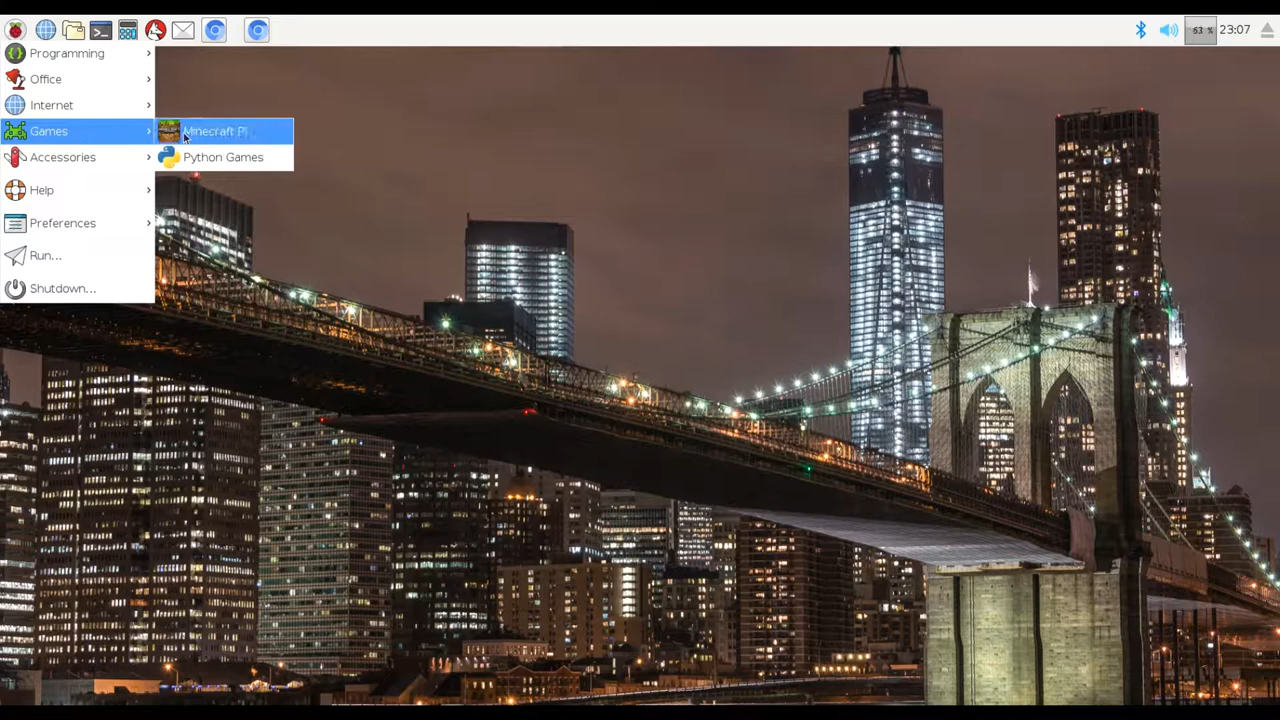 63 %
23:07
Programming
Office
Internet
Games
Minecraft Pi
Accessories
Python Games
Help
Preferences
Run...
Shutdown...